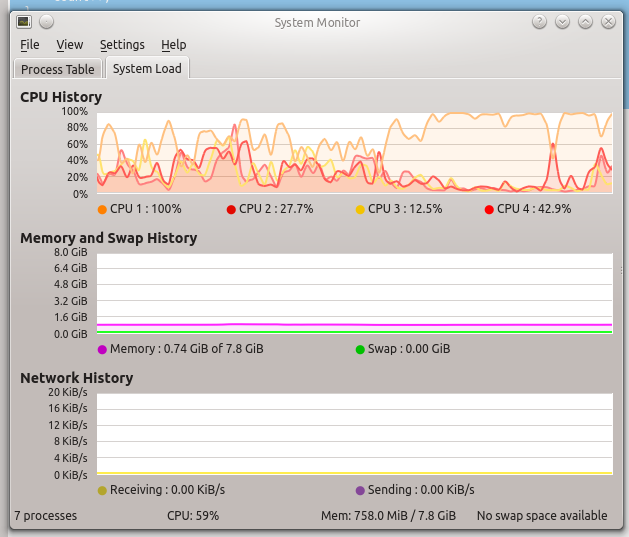 System Monitor
File View Settings Help
Process Table System Load
CPU History
100%
80%
60%
40%
20%
0%
CPU 1 : 100% CPU 2 : 27.7% CPU 3 : 12.5% CPU 4 : 42.9%
Memory and Swap History
8.0 GiB
6.4 GiB
4.8 GiB
3.2 GiB
1.6 GiB
0.0 GiB
Memory : 0.74 GiB of 7.8 GiB Swap : 0.00 GiB
Network History
20 KiB/s
16 KiB/s
12 KiB/s
8 KiB/s
4 KiB/s
0 KiB/s
Receiving : 0.00 KiB/s Sending : 0.00 KiB/s
7 processes CPU: 59% Mem: 758.0 MiB / 7.8 GiB No swap space available